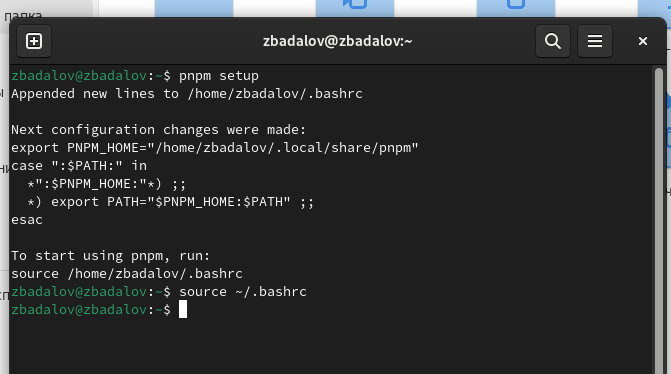 папка
zbadalov@zbadalov:~
zbadalov@zbadalov:~$ pnpm setup
Appended new lines to /home/zbadalov/.bashrc

Next configuration changes were made:
export PNPM_HOME="/home/zbadalov/.local/share/pnpm"
case ":$PATH:" in
  *":$PNPM_HOME:"*) ;;
  *) export PATH="$PNPM_HOME:$PATH" ;;
esac

To start using pnpm, run:
source /home/zbadalov/.bashrc
zbadalov@zbadalov:~$ source ~/.bashrc
zbadalov@zbadalov:~$